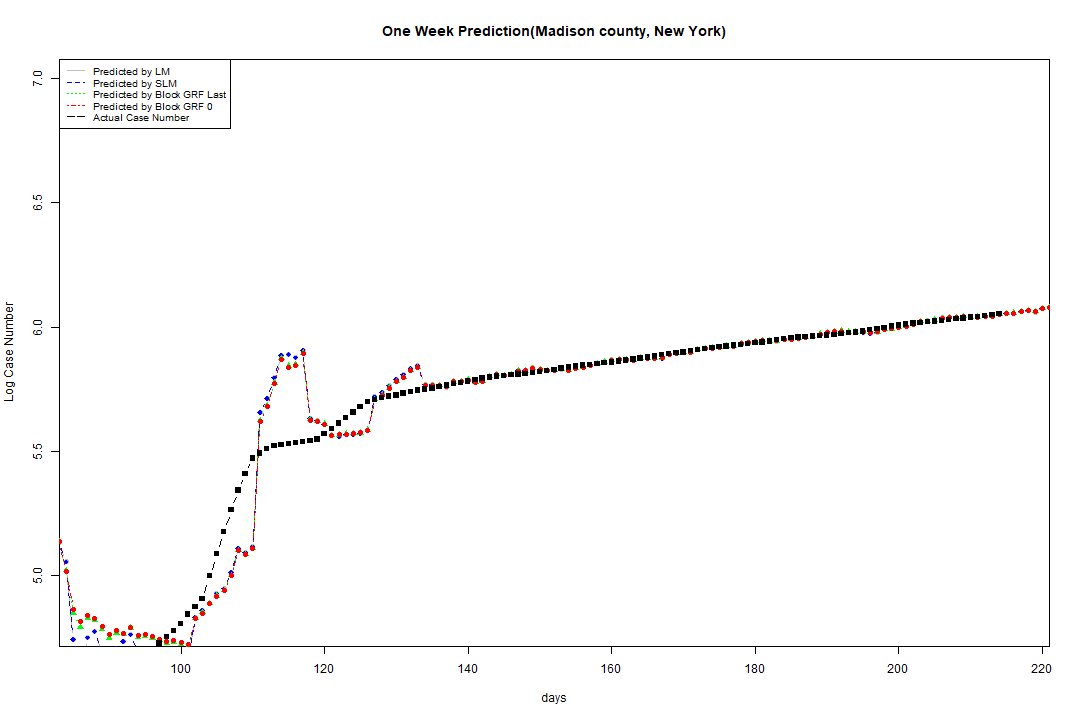 One Week Prediction(Madison county, New York)
Predicted by LM
Predicted by SLM
Predicted by Block GRF Last
Predicted by Block GRF 0
Actual Case Number
Log Case Number
7.0
6.5
6.0
5.5
5.0
100 120 140 160 180 200 220
days